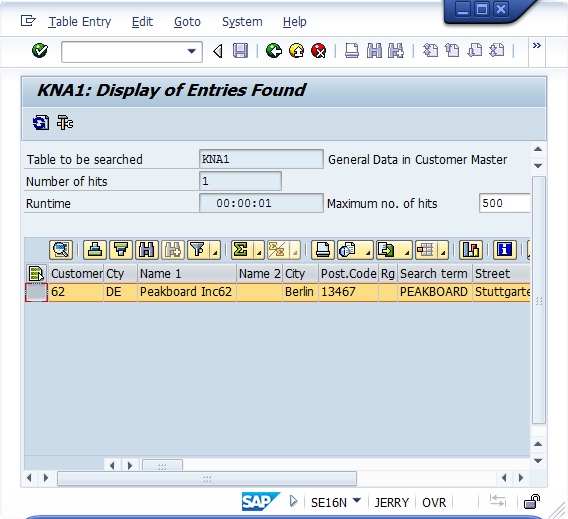 Table Entry Edit Goto System Help
»
KNA1: Display of Entries Found
Table to be searched KNA1 General Data in Customer Master
Number of hits 1
Runtime 00:00:01 Maximum no. of hits 500
Customer Cty Name 1 Name 2 City Post.Code Rg Search term Street
62 DE Peakboard Inc62 Berlin 13467 PEAKBOARD Stuttgarte
SAP SE16N JERRY OVR